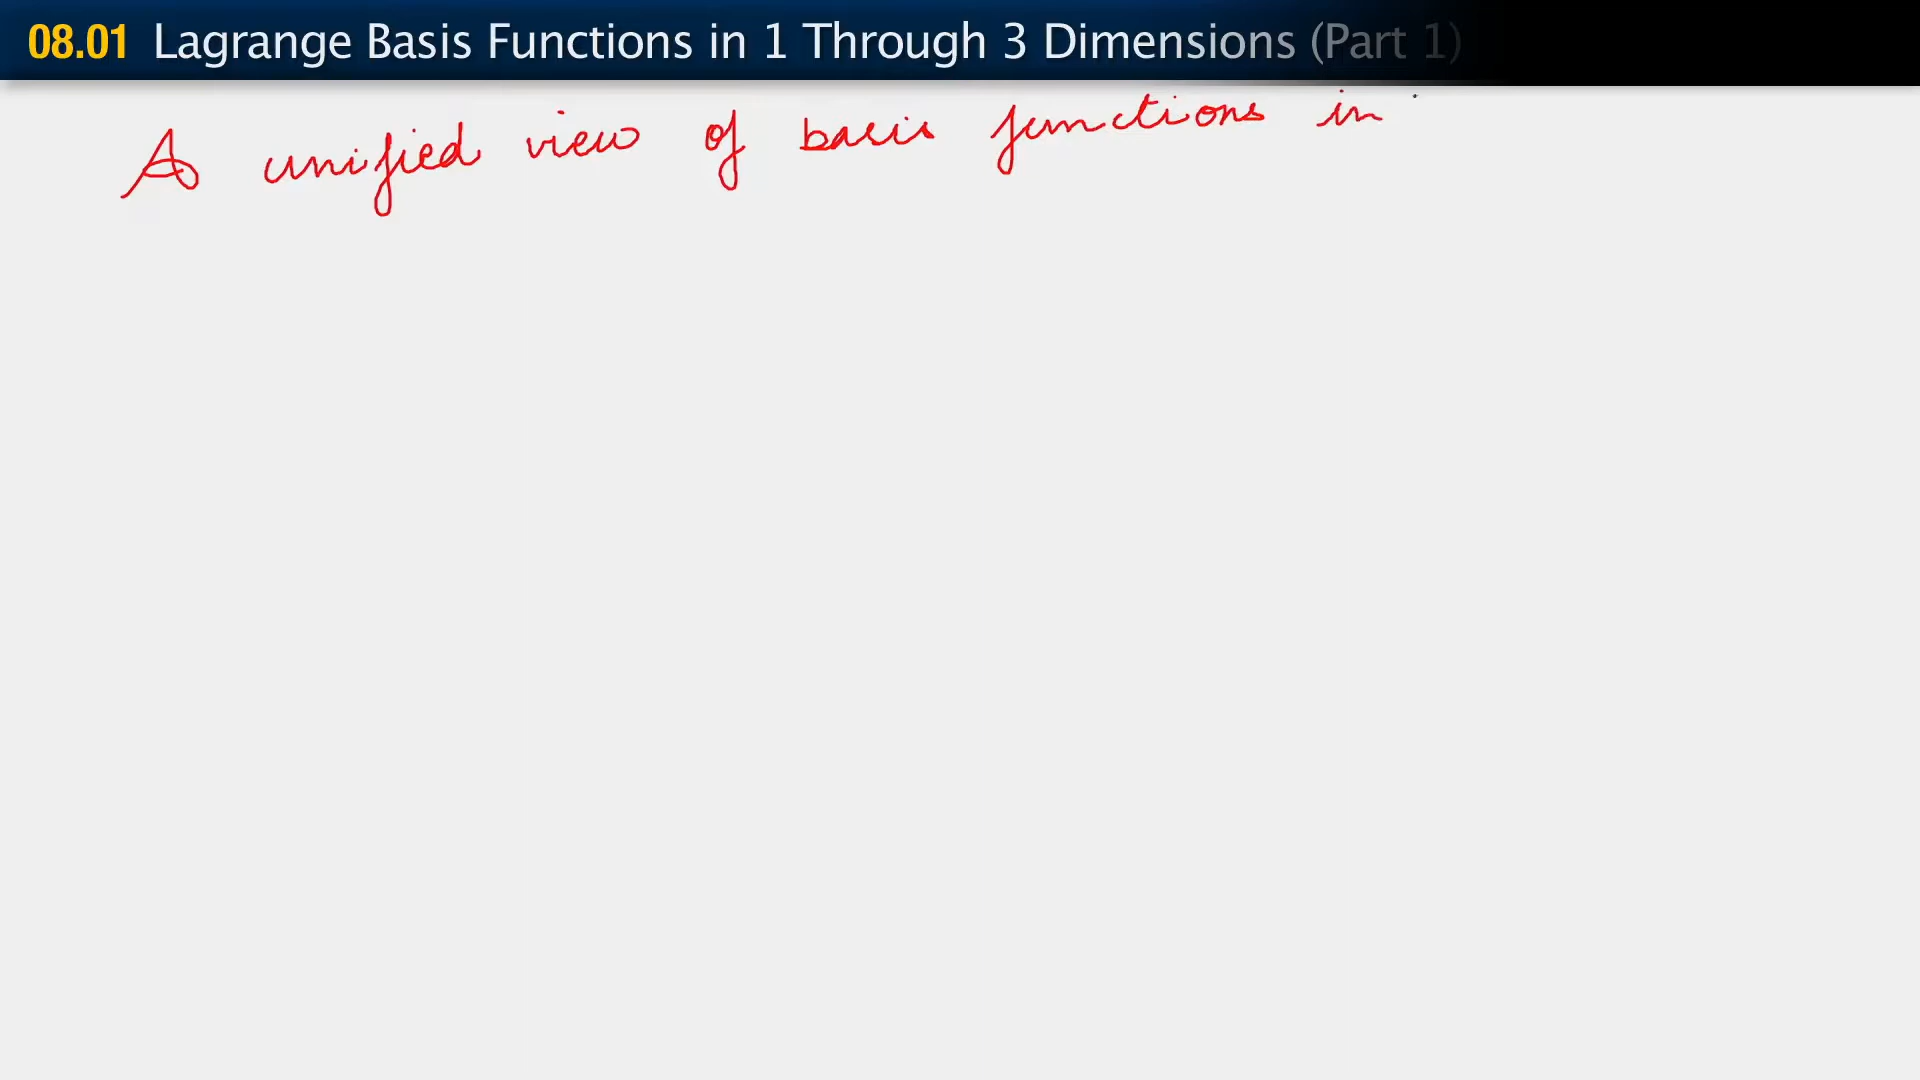 08.01 Lagrange Basis Functions in 1 Through 3 Dimensions (Part 1)
A unified view of basis functions in